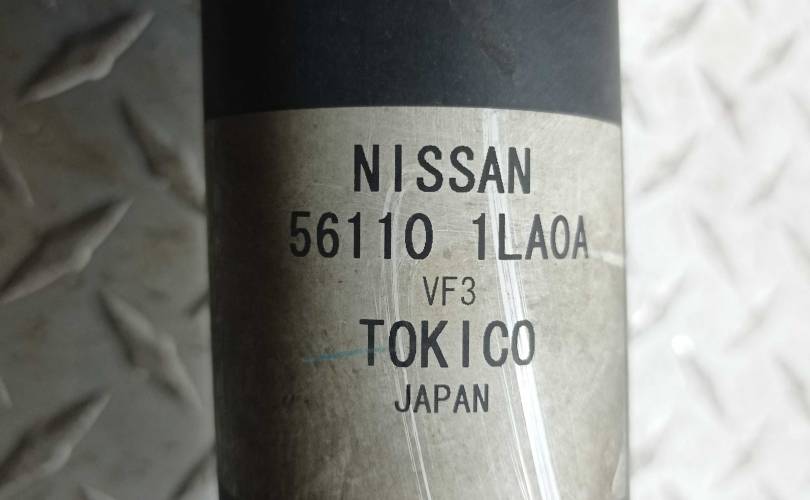 NISSAN
56110 1LA0A
VF3
TOKICO
JAPAN